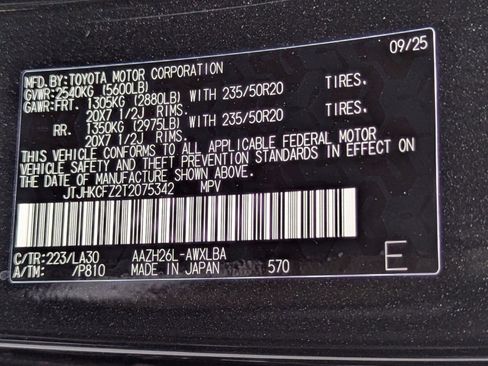 09/25
MFD.BY:TOYOTA MOTOR CORPORATION
GVWR:2540KG (5600LB)
GAWR:FRT. 1305KG (2880LB) WITH 235/50R20 TIRES.
20X7 1/2J RIMS.
RR. 1350KG (2975LB) WITH 235/50R20 TIRES.
20X7 1/2J RIMS.
THIS VEHICLE CONFORMS TO ALL APPLICABLE FEDERAL MOTOR
VEHICLE SAFETY AND THEFT PREVENTION STANDARDS IN EFFECT ON
THE DATE OF MANUFACTURE SHOWN ABOVE.
JTJHKCFZ2T2075342 MPV
C/TR:223/LA30 AAZH26L-AWXLBA
A/TM: /P810 MADE IN JAPAN 570
E